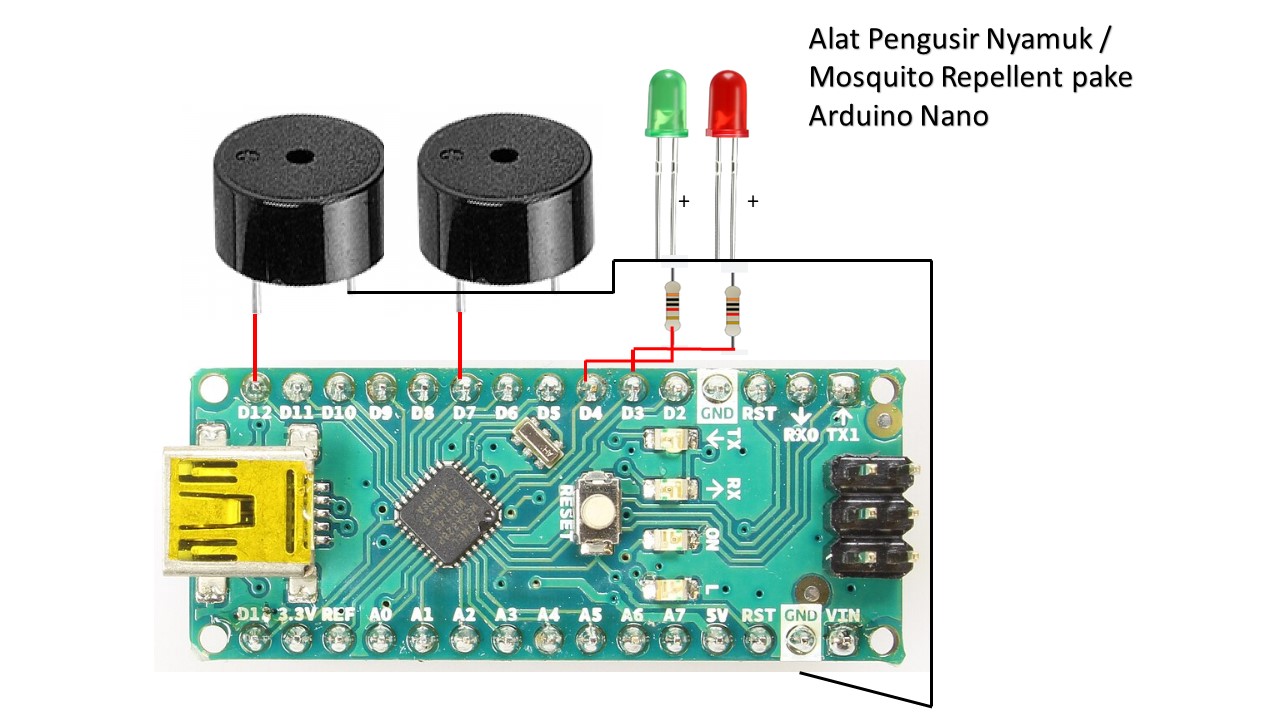 Alat Pengusir Nyamuk /
Mosquito Repellent pake
Arduino Nano
+ +
D12 D11 D10 D9 D8 D7 D6 D5 D4 D3 D2 GND RST RX0 TX1
TX
RX
RESET
ON
L
3.3V REF A0 A1 A2 A3 A4 A5 A6 A7 5V RST GND VIN